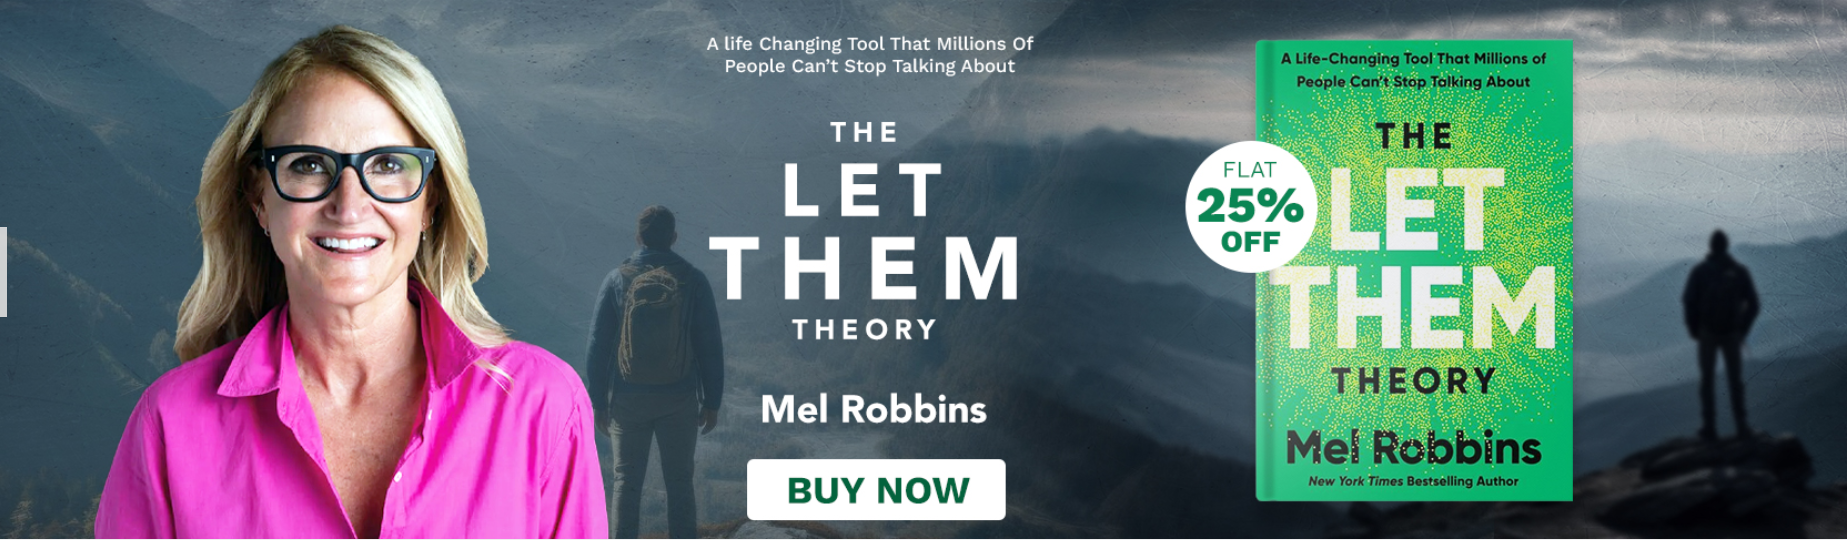 A life Changing Tool That Millions Of
People Can't Stop Talking About
THE
LET
THEM
THEORY
Mel Robbins
BUY NOW
FLAT
25%
OFF
A Life-Changing Tool That Millions of
People Can't Stop Talking About
THE
LET
THEM
THEORY
Mel Robbins
New York Times Bestselling Author